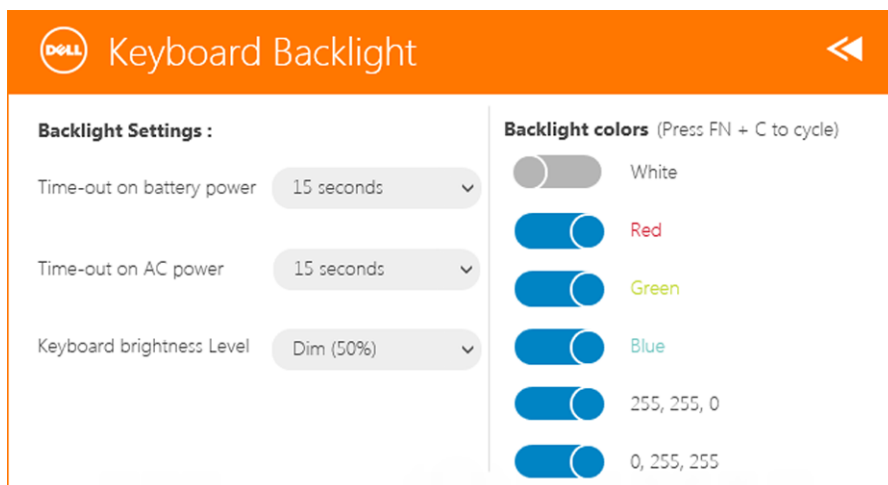 DELL Keyboard Backlight
Backlight Settings :
Time-out on battery power 15 seconds
Time-out on AC power 15 seconds
Keyboard brightness Level Dim (50%)
Backlight colors (Press FN + C to cycle)
White
Red
Green
Blue
255, 255, 0
0, 255, 255